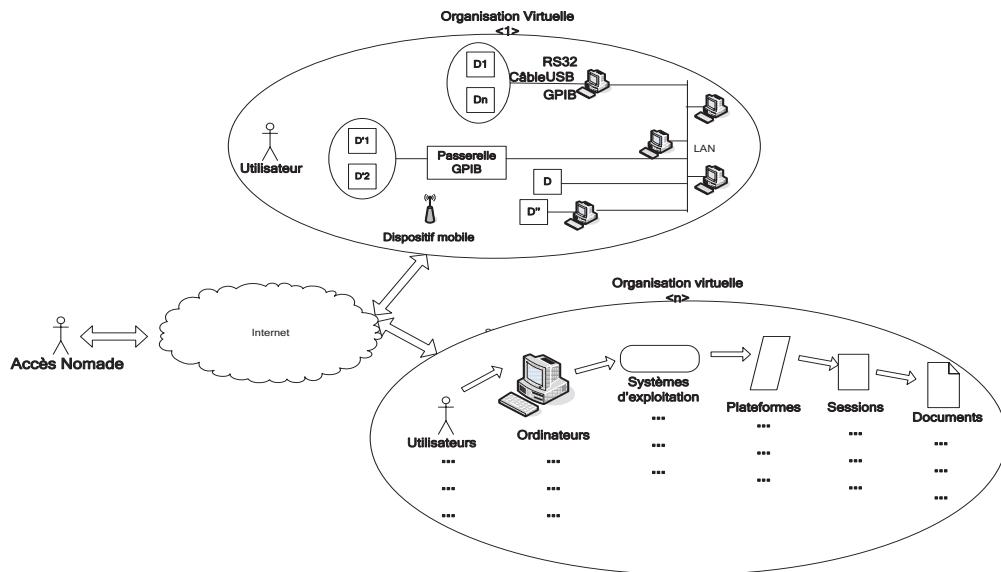 Organisation Virtuelle
<1>
D1
Dn
RS32
CâbleUSB
GPIB
LAN
Utilisateur
D'1
D'2
Passerelle
GPIB
D
D"
Dispositif mobile
Organisation virtuelle
<n>
Internet
Accès Nomade
Utilisateurs
...
...
...
Ordinateurs
...
...
...
Systèmes
d'exploitation
...
...
...
Plateformes
...
...
...
Sessions
...
...
...
Documents
...
...
...